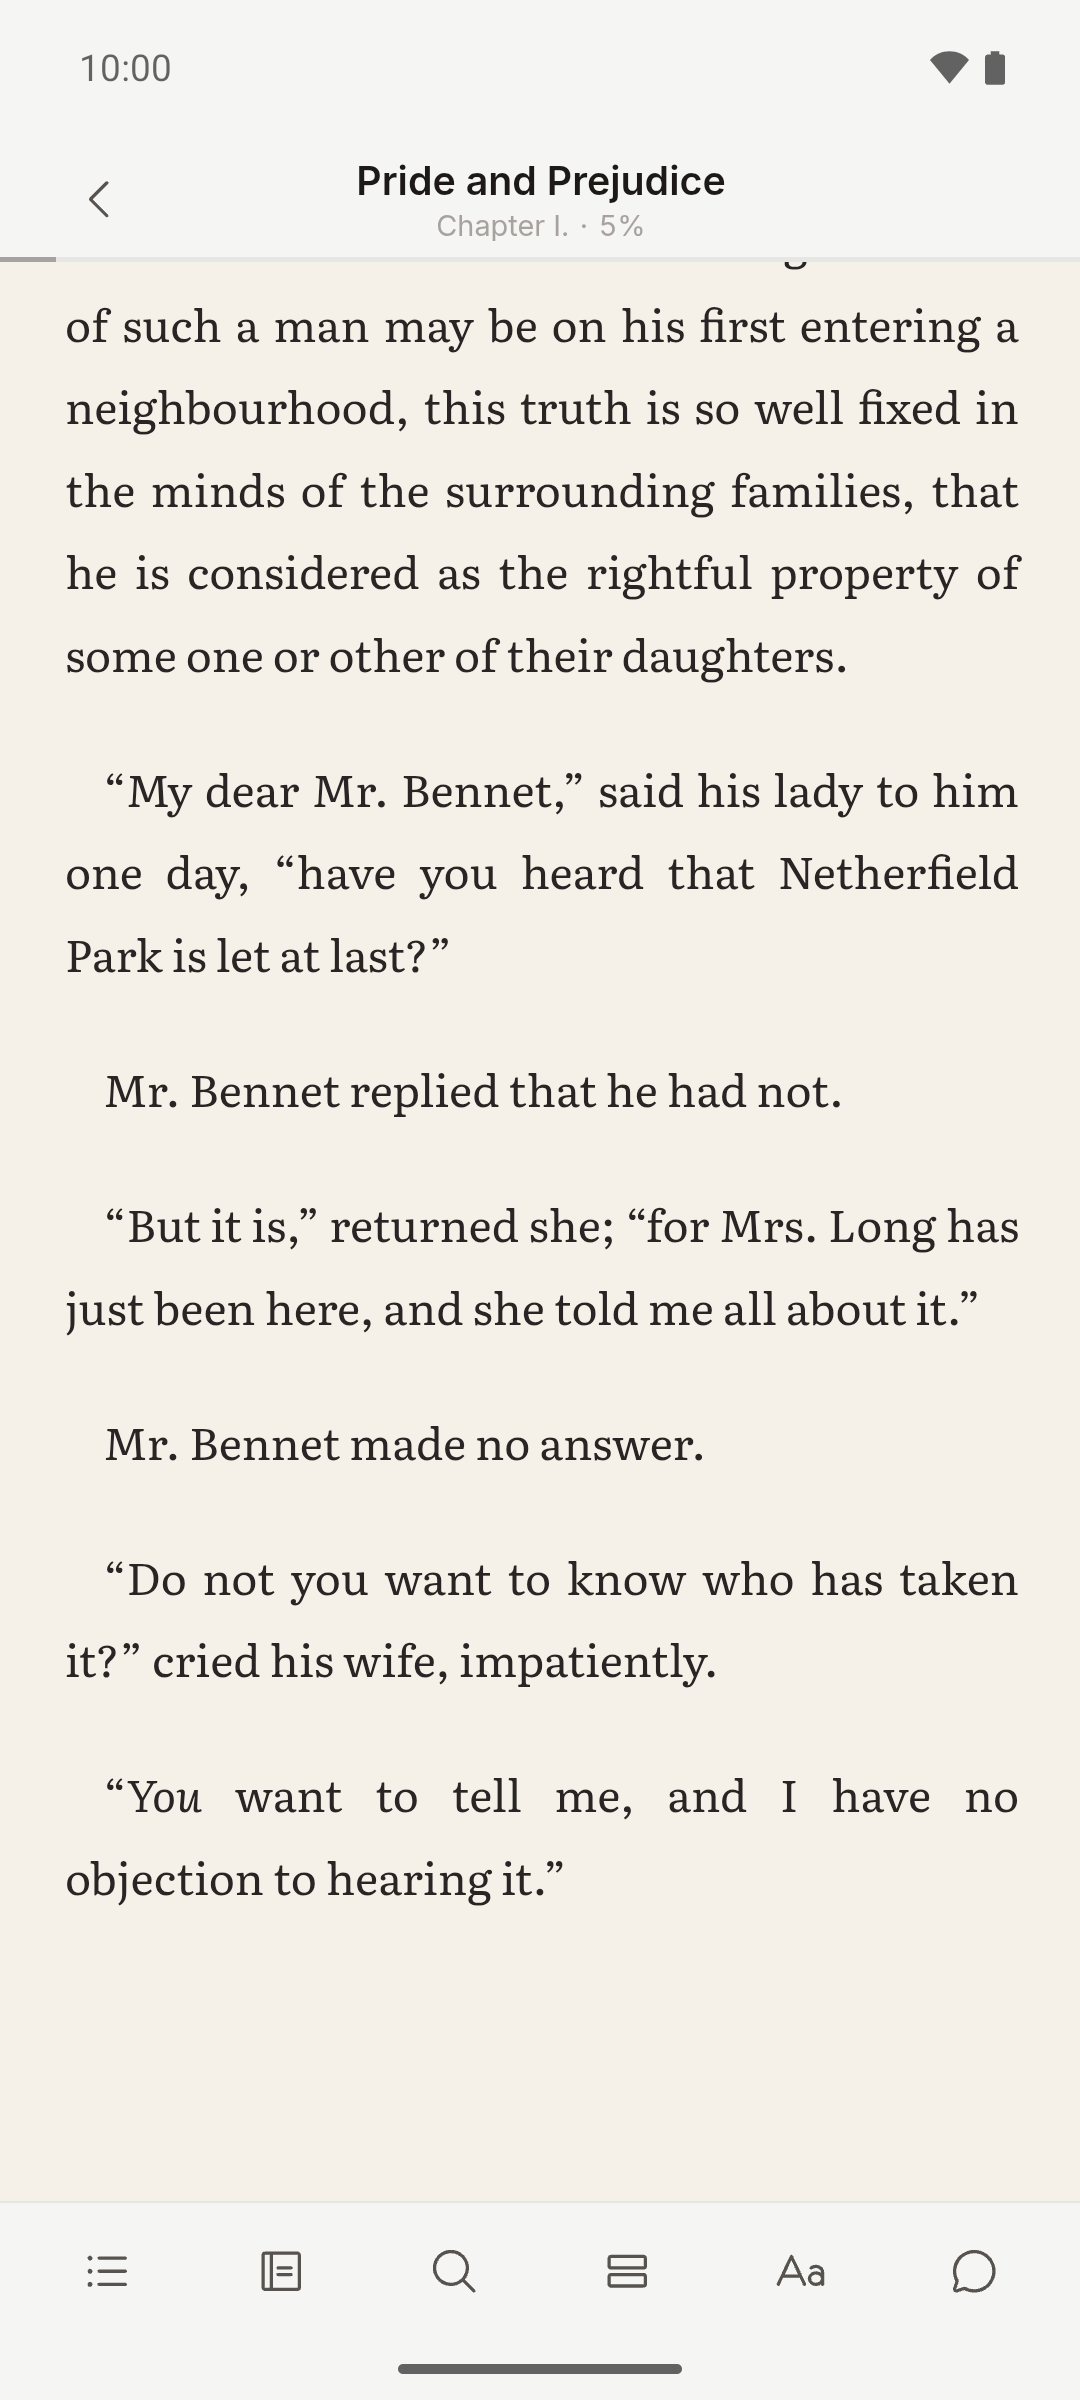 10:00
Pride and Prejudice
Chapter I. · 5%
of such a man may be on his first entering a
neighbourhood, this truth is so well fixed in
the minds of the surrounding families, that
he is considered as the rightful property of
some one or other of their daughters.
“My dear Mr. Bennet,” said his lady to him
one day, “have you heard that Netherfield
Park is let at last?”
Mr. Bennet replied that he had not.
“But it is,” returned she; “for Mrs. Long has
just been here, and she told me all about it.”
Mr. Bennet made no answer.
“Do not you want to know who has taken
it?” cried his wife, impatiently.
“You want to tell me, and I have no
objection to hearing it.”
Aa